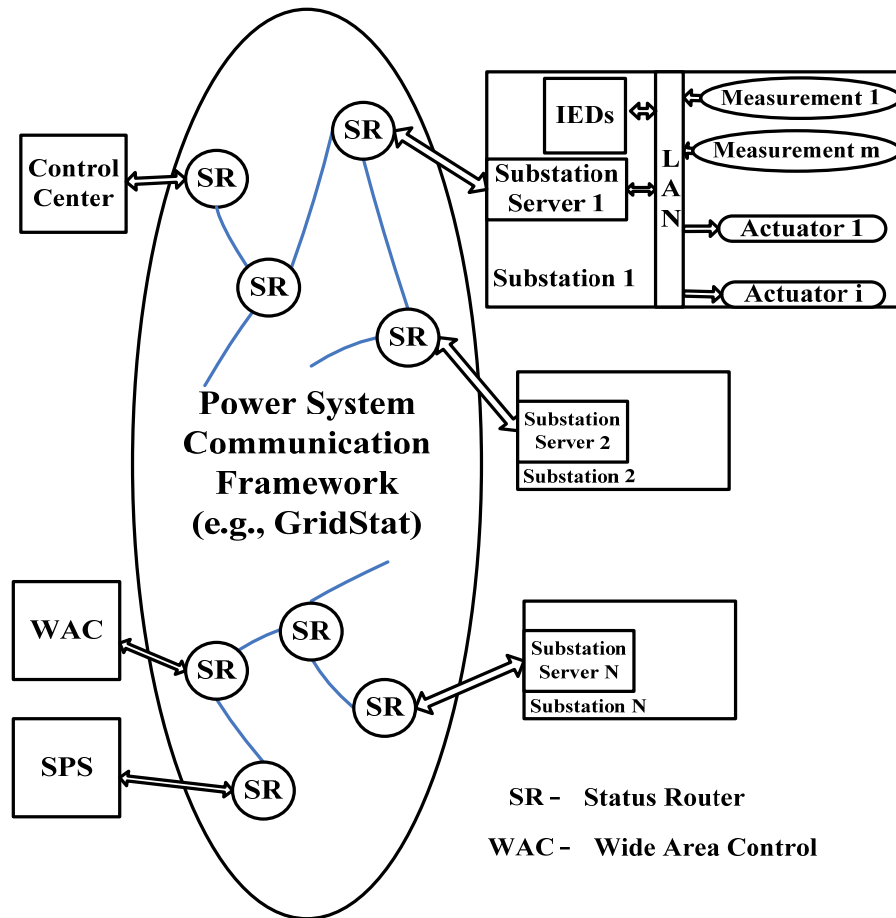 Control
Center
SR
SR
SR
SR
IEDs
Substation
Server 1
Substation 1
L
A
N
Measurement 1
Measurement m
Actuator 1
Actuator i
Power System
Communication
Framework
(e.g., GridStat)
Substation
Server 2
Substation 2
WAC
SPS
SR
SR
SR
SR
Substation
Server N
Substation N
SR - Status Router
WAC - Wide Area Control